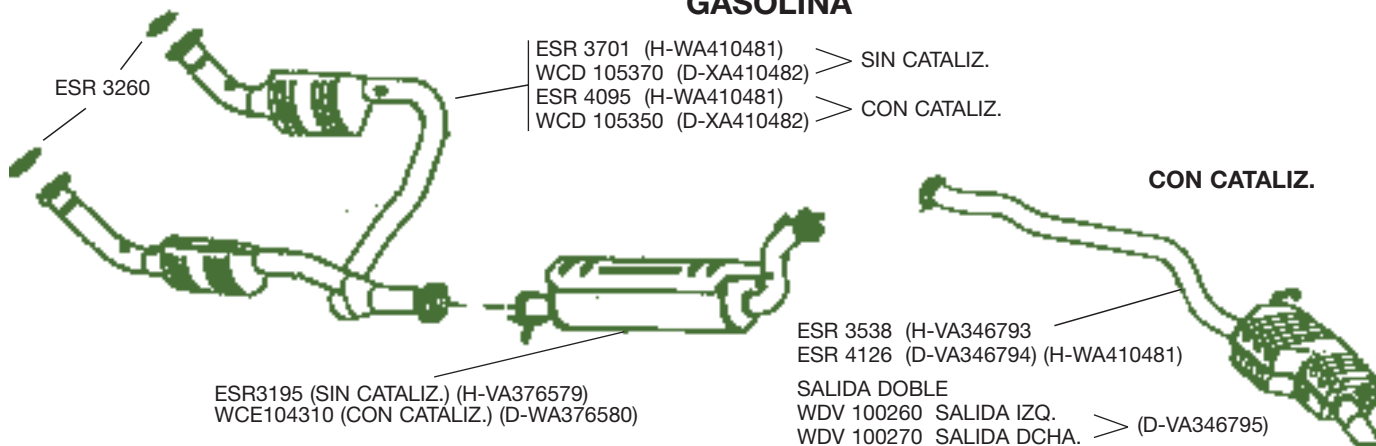 GASOLINA
ESR 3260
ESR 3701 (H-WA410481)
WCD 105370 (D-XA410482)
SIN CATALIZ.
ESR 4095 (H-WA410481)
WCD 105350 (D-XA410482)
CON CATALIZ.
CON CATALIZ.
ESR3195 (SIN CATALIZ.) (H-VA376579)
WCE104310 (CON CATALIZ.) (D-WA376580)
ESR 3538 (H-VA346793
ESR 4126 (D-VA346794) (H-WA410481)
SALIDA DOBLE
WDV 100260 SALIDA IZQ.
WDV 100270 SALIDA DCHA.
(D-VA346795)